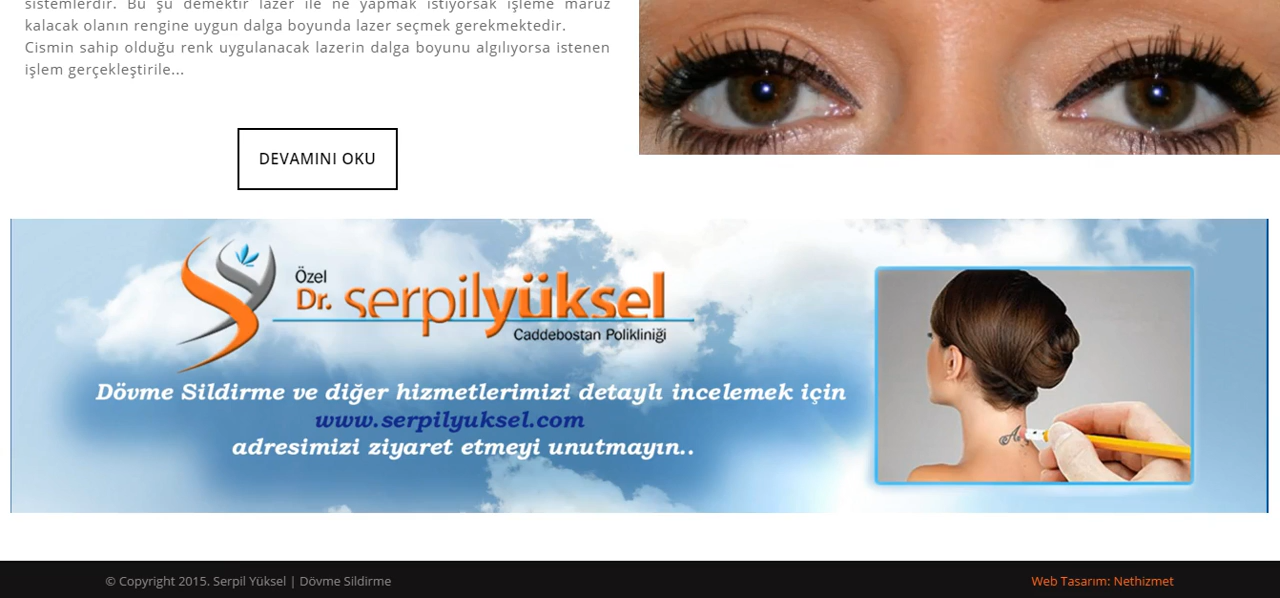 sistemlerdir. Bu şu demektir lazer ile ne yapmak istiyorsak işleme maruz
kalacak olanın rengine uygun dalga boyunda lazer seçmek gerekmektedir.
Cismin sahip olduğu renk uygulanacak lazerin dalga boyunu algılıyorsa istenen
işlem gerçekleştirile...
DEVAMINI OKU
Özel
Dr. serpilyüksel
Caddebostan Polikliniği
Dövme Sildirme ve diğer hizmetlerimizi detaylı incelemek için
www.serpilyuksel.com
adresimizi ziyaret etmeyi unutmayın..
© Copyright 2015. Serpil Yüksel | Dövme Sildirme
Web Tasarım: Nethizmet